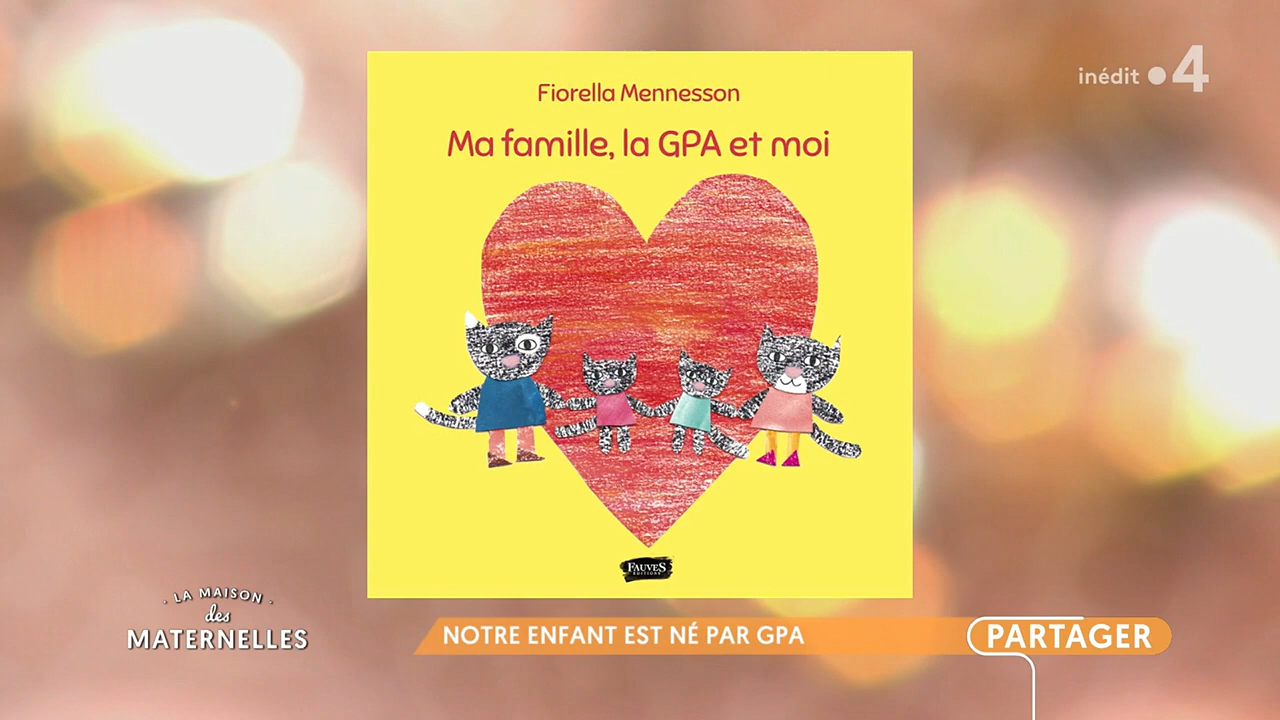 inédit 4
Fiorella Mennesson
Ma famille, la GPA et moi
FAUVES
ÉDITIONS
· LA MAISON ·
des
MATERNELLES
NOTRE ENFANT EST NÉ PAR GPA
PARTAGER